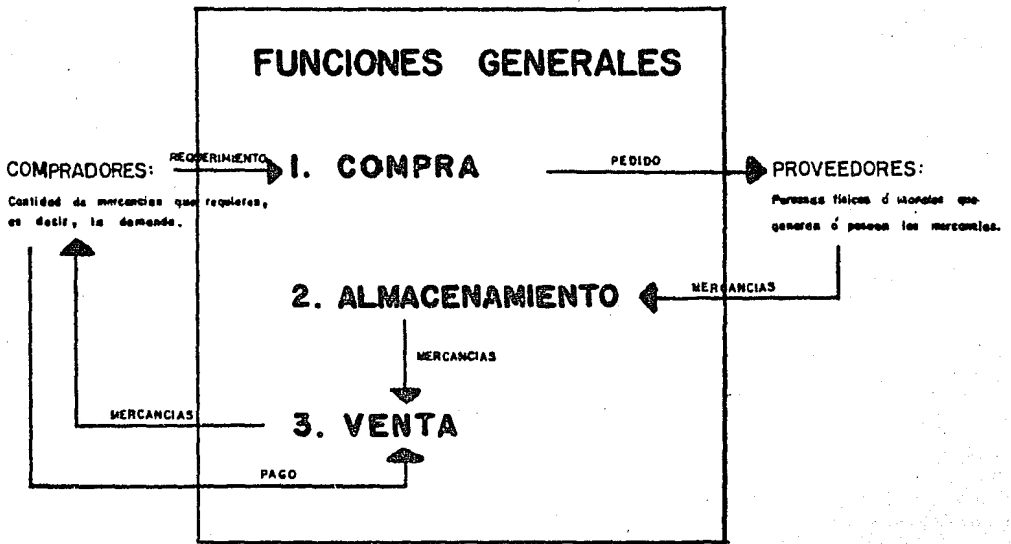 FUNCIONES GENERALES
COMPRADORES:
Cantidad de mercancias que requieren,
es decir, la demanda.
REQUERIMIENTO
1. COMPRA
PEDIDO
PROVEEDORES:
Personas físicas ó morales que
generan ó poseen las mercancías.
2. ALMACENAMIENTO
MERCANCIAS
MERCANCIAS
MERCANCIAS
3. VENTA
PAGO